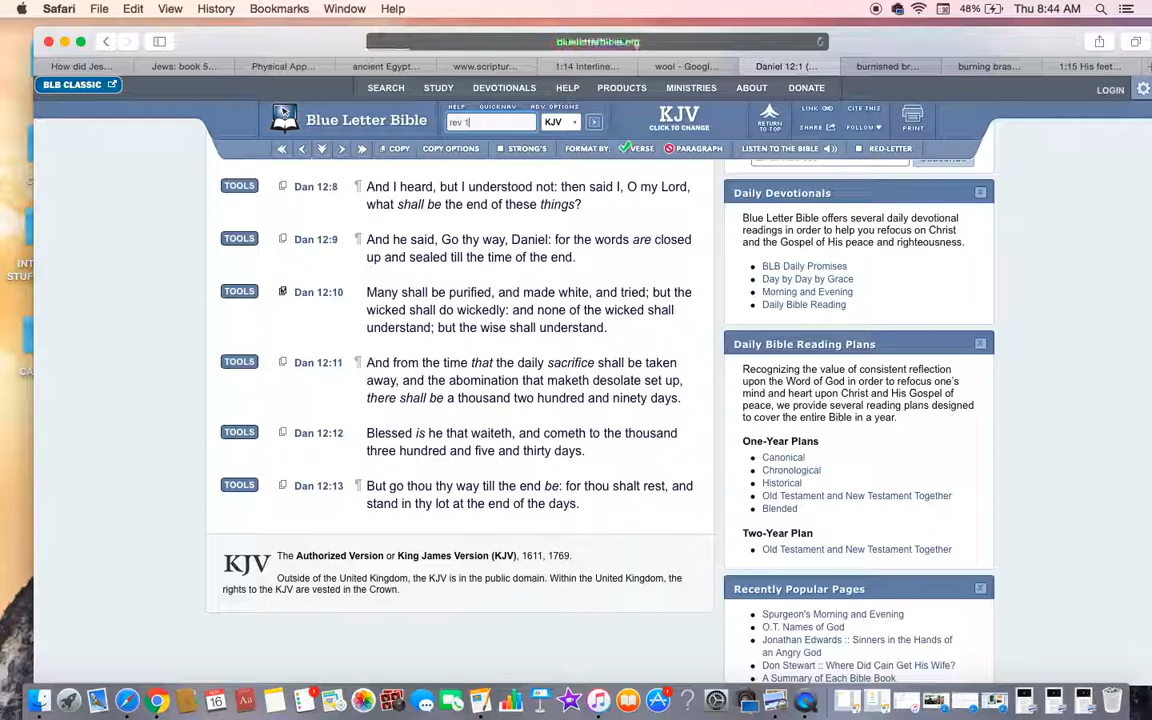 Safari File Edit View History Bookmarks Window Help
48% Thu 8:44 AM
How did Jes... Jews: book 5... Physical App... ancient Egypt... www.scriptur... 1:14 Interline... wool - Googl... Daniel 12:1 (... burnished br... burning bras... 1:15 His feet...
BLB CLASSIC
SEARCH STUDY DEVOTIONALS HELP PRODUCTS MINISTRIES ABOUT DONATE
LOGIN
Blue Letter Bible
HELP QUICKNAV ADV. OPTIONS
rev 1 KJV
KJV
CLICK TO CHANGE
RETURN
TO TOP
LINK CITE THIS
SHARE FOLLOW
PRINT
COPY COPY OPTIONS STRONG'S FORMAT BY: VERSE PARAGRAPH LISTEN TO THE BIBLE RED-LETTER
TOOLS Dan 12:8 ¶ And I heard, but I understood not: then said I, O my Lord,
what shall be the end of these things?
TOOLS Dan 12:9 ¶ And he said, Go thy way, Daniel: for the words are closed
up and sealed till the time of the end.
TOOLS Dan 12:10 Many shall be purified, and made white, and tried; but the
wicked shall do wickedly: and none of the wicked shall
understand; but the wise shall understand.
TOOLS Dan 12:11 ¶ And from the time that the daily sacrifice shall be taken
away, and the abomination that maketh desolate set up,
there shall be a thousand two hundred and ninety days.
TOOLS Dan 12:12 Blessed is he that waiteth, and cometh to the thousand
three hundred and five and thirty days.
TOOLS Dan 12:13 ¶ But go thou thy way till the end be: for thou shalt rest, and
stand in thy lot at the end of the days.
KJV The Authorized Version or King James Version (KJV), 1611, 1769.
Outside of the United Kingdom, the KJV is in the public domain. Within the United Kingdom, the
rights to the KJV are vested in the Crown.
Daily Devotionals
Blue Letter Bible offers several daily devotional
readings in order to help you refocus on Christ
and the Gospel of His peace and righteousness.
BLB Daily Promises
Day by Day by Grace
Morning and Evening
Daily Bible Reading
Daily Bible Reading Plans
Recognizing the value of consistent reflection
upon the Word of God in order to refocus one's
mind and heart upon Christ and His Gospel of
peace, we provide several reading plans designed
to cover the entire Bible in a year.
One-Year Plans
Canonical
Chronological
Historical
Old Testament and New Testament Together
Blended
Two-Year Plan
Old Testament and New Testament Together
Recently Popular Pages
Spurgeon's Morning and Evening
O.T. Names of God
Jonathan Edwards :: Sinners in the Hands of
an Angry God
Don Stewart :: Where Did Cain Get His Wife?
A Summary of Each Bible Book
INT
STUF
CA
16